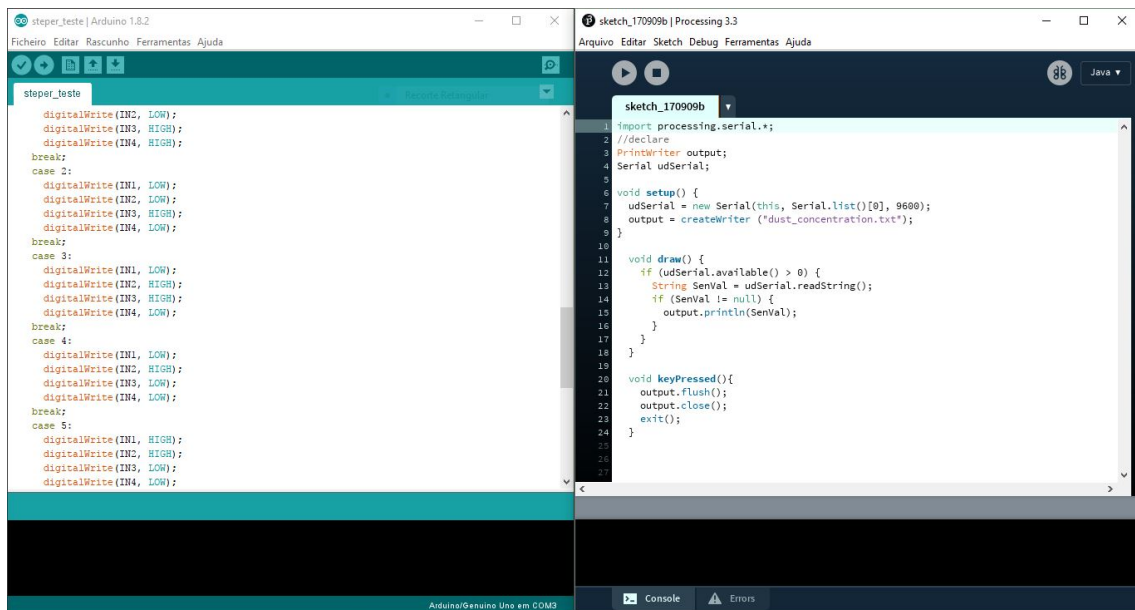 steper_teste | Arduino 1.8.2
Ficheiro Editar Rascunho Ferramentas Ajuda
steper_teste
Recorte Retangular
digitalWrite(IN2, LOW);
digitalWrite(IN3, HIGH);
digitalWrite(IN4, HIGH);
break;
case 2:
digitalWrite(IN1, LOW);
digitalWrite(IN2, LOW);
digitalWrite(IN3, HIGH);
digitalWrite(IN4, LOW);
break;
case 3:
digitalWrite(IN1, LOW);
digitalWrite(IN2, HIGH);
digitalWrite(IN3, HIGH);
digitalWrite(IN4, LOW);
break;
case 4:
digitalWrite(IN1, LOW);
digitalWrite(IN2, HIGH);
digitalWrite(IN3, LOW);
digitalWrite(IN4, LOW);
break;
case 5:
digitalWrite(IN1, HIGH);
digitalWrite(IN2, HIGH);
digitalWrite(IN3, LOW);
digitalWrite(IN4, LOW);
Arduino/Genuino Uno em COM3
sketch_170909b | Processing 3.3
Arquivo Editar Sketch Debug Ferramentas Ajuda
Java
sketch_170909b
1 import processing.serial.*;
2 //declare
3 PrintWriter output;
4 Serial udSerial;
5
6 void setup() {
7 udSerial = new Serial(this, Serial.list()[0], 9600);
8 output = createWriter ("dust_concentration.txt");
9 }
10
11 void draw() {
12 if (udSerial.available() > 0) {
13 String SenVal = udSerial.readString();
14 if (SenVal != null) {
15 output.println(SenVal);
16 }
17 }
18 }
19
20 void keyPressed(){
21 output.flush();
22 output.close();
23 exit();
24 }
25
26
27
Console Errors